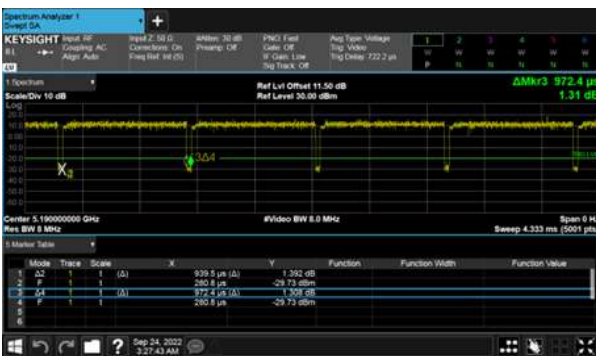 Spectrum Analyzer 1
Swept SA
+
KEYSIGHT Input: RF
Coupling: AC
Align: Auto
Input Z: 50 Ω
Corrections: On
Freq Ref: Int (S)
#Atten: 30 dB
Preamp: Off
PNO: Fast
Gate: Off
IF Gain: Low
Sig Track: Off
Avg Type: Voltage
Trig: Video
Trig Delay: 722.2 µs
1 2 3 4 5 6
W W W W W W
P N N N N N
1 Spectrum
Scale/Div 10 dB
Ref Lvl Offset 11.50 dB
Ref Level 30.00 dBm
ΔMkr3 972.4 µs
1.31 dB
Log
3Δ4
X
Center 5.190000000 GHz
Res BW 8 MHz
#Video BW 8.0 MHz
Span 0 Hz
Sweep 4.333 ms (5001 pts)
5 Marker Table
Mode Trace Scale X Y Function Function Width Function Value
1 Δ2 1 t (Δ) 939.5 µs (Δ) 1.392 dB
2 F 1 t 280.8 µs -29.73 dBm
3 Δ4 1 t (Δ) 972.4 µs (Δ) 1.308 dB
4 F 1 t 280.8 µs -29.73 dBm
5
6
?
Sep 24, 2022
3:27:43 AM